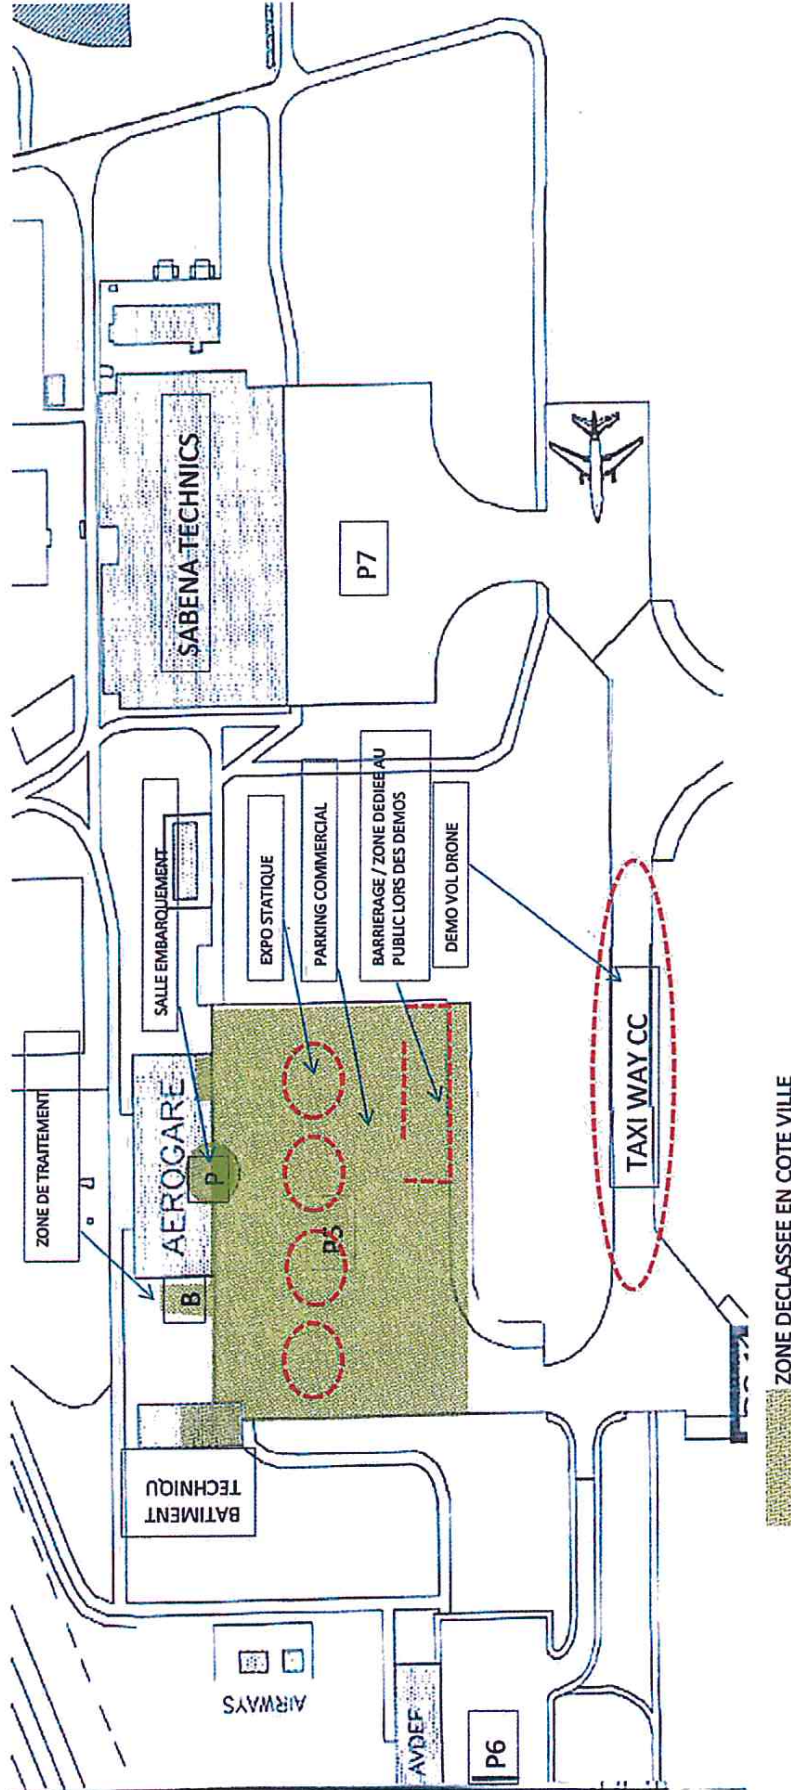 ZONE DE TRAITEMENT
SALLE EMBARQUEMENT
SABENA TECHNICS
BATIMENT
TECHNIQU
B
AEROGARE
P
EXPO STATIQUE
PARKING COMMERCIAL
BARRIERAGE / ZONE DEDIEE AU
PUBLIC LORS DES DEMOS
DEMO VOL DRONE
P7
P5
AIRWAYS
AVDEF
P6
TAXI WAY CC
ZONE DECLASSEE EN COTE VILLE